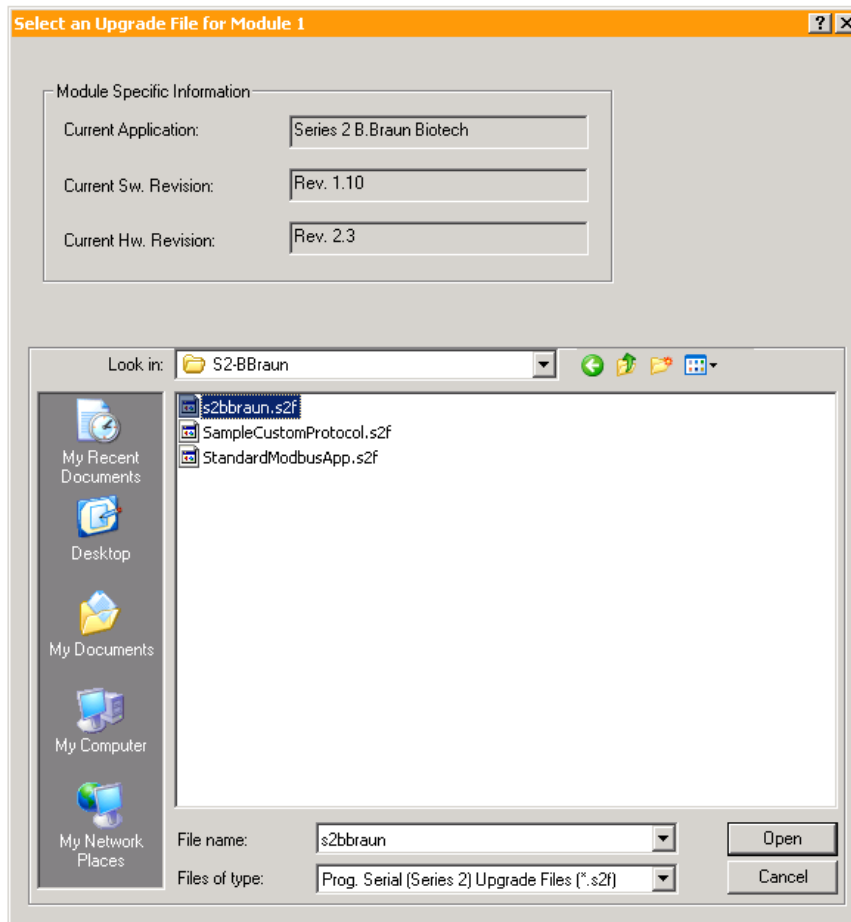 Select an Upgrade File for Module 1
Module Specific Information
Current Application: Series 2 B.Braun Biotech
Current Sw. Revision: Rev. 1.10
Current Hw. Revision: Rev. 2.3
Look in: S2-BBraun
s2bbraun.s2f
SampleCustomProtocol.s2f
StandardModbusApp.s2f
My Recent
Documents
Desktop
My Documents
My Computer
My Network
Places
File name: s2bbraun Open
Files of type: Prog. Serial (Series 2) Upgrade Files (*.s2f) Cancel